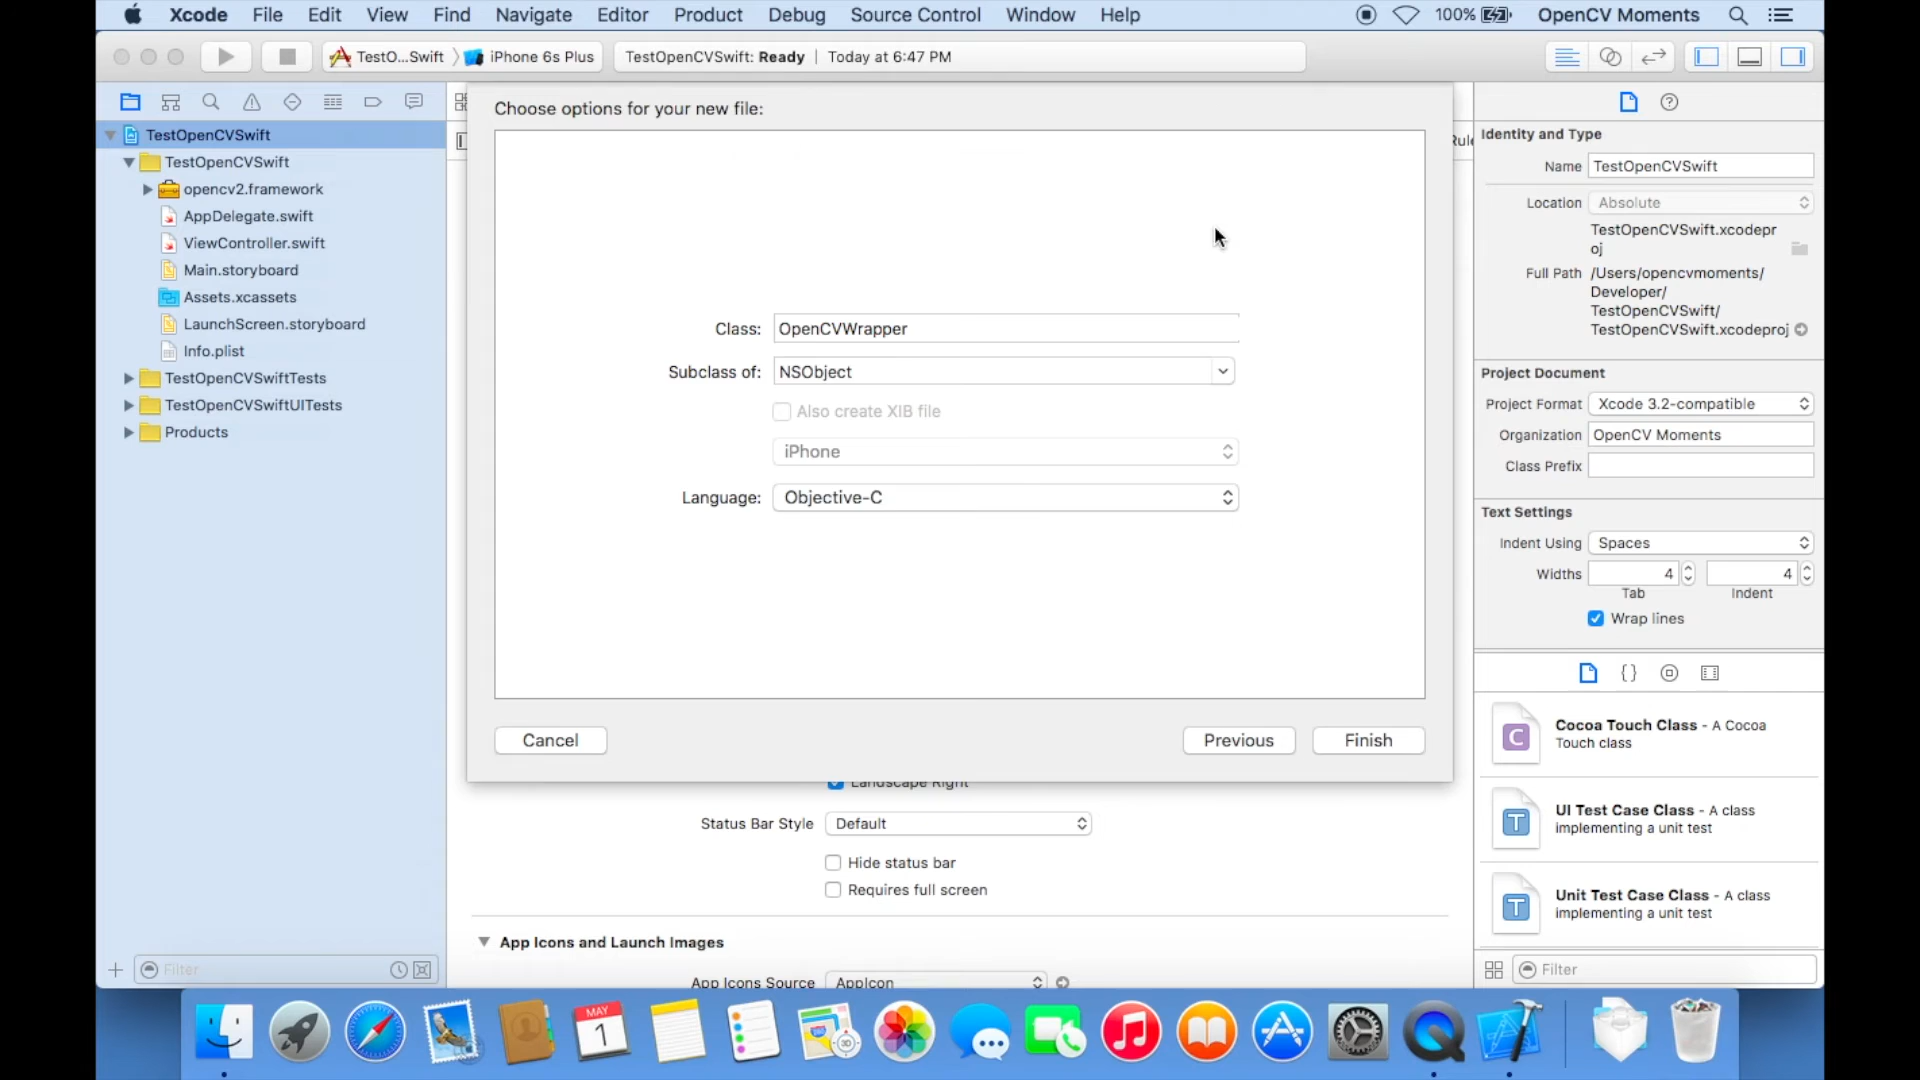 Xcode File Edit View Find Navigate Editor Product Debug Source Control Window Help 100% OpenCV Moments
TestO...Swift iPhone 6s Plus TestOpenCVSwift: Ready | Today at 6:47 PM
TestOpenCVSwift
TestOpenCVSwift
opencv2.framework
AppDelegate.swift
ViewController.swift
Main.storyboard
Assets.xcassets
LaunchScreen.storyboard
Info.plist
TestOpenCVSwiftTests
TestOpenCVSwiftUITests
Products
Filter
Choose options for your new file:
Class: OpenCVWrapper
Subclass of: NSObject
Also create XIB file
iPhone
Language: Objective-C
Cancel Previous Finish
Landscape Right
Status Bar Style Default
Hide status bar
Requires full screen
App Icons and Launch Images
App Icons Source AppIcon
Identity and Type
Name TestOpenCVSwift
Location Absolute
TestOpenCVSwift.xcodepr
oj
Full Path /Users/opencvmoments/
Developer/
TestOpenCVSwift/
TestOpenCVSwift.xcodeproj
Project Document
Project Format Xcode 3.2-compatible
Organization OpenCV Moments
Class Prefix
Text Settings
Indent Using Spaces
Widths 4 4
Tab Indent
Wrap lines
{}
C
Cocoa Touch Class - A Cocoa
Touch class
T
UI Test Case Class - A class
implementing a unit test
T
Unit Test Case Class - A class
implementing a unit test
Filter
MAY
1
3D